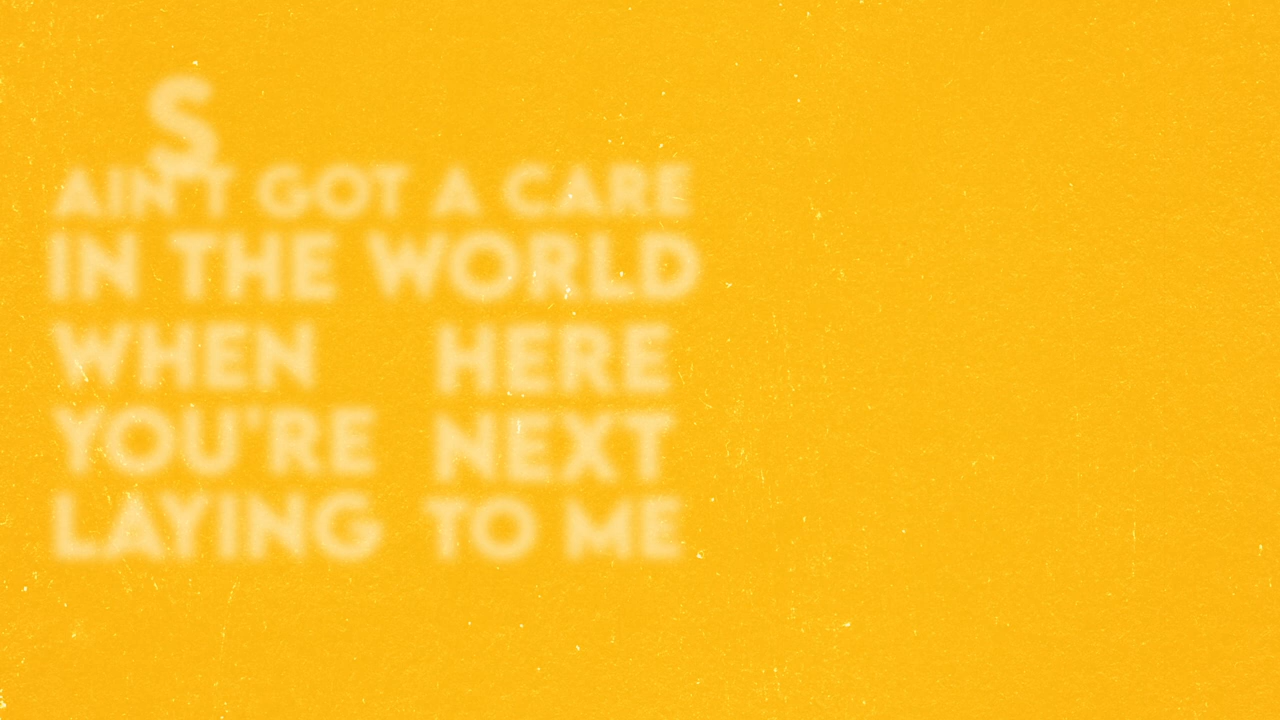 S
AIN'T GOT A CARE
IN THE WORLD
WHEN HERE
YOU'RE NEXT
LAYING TO ME